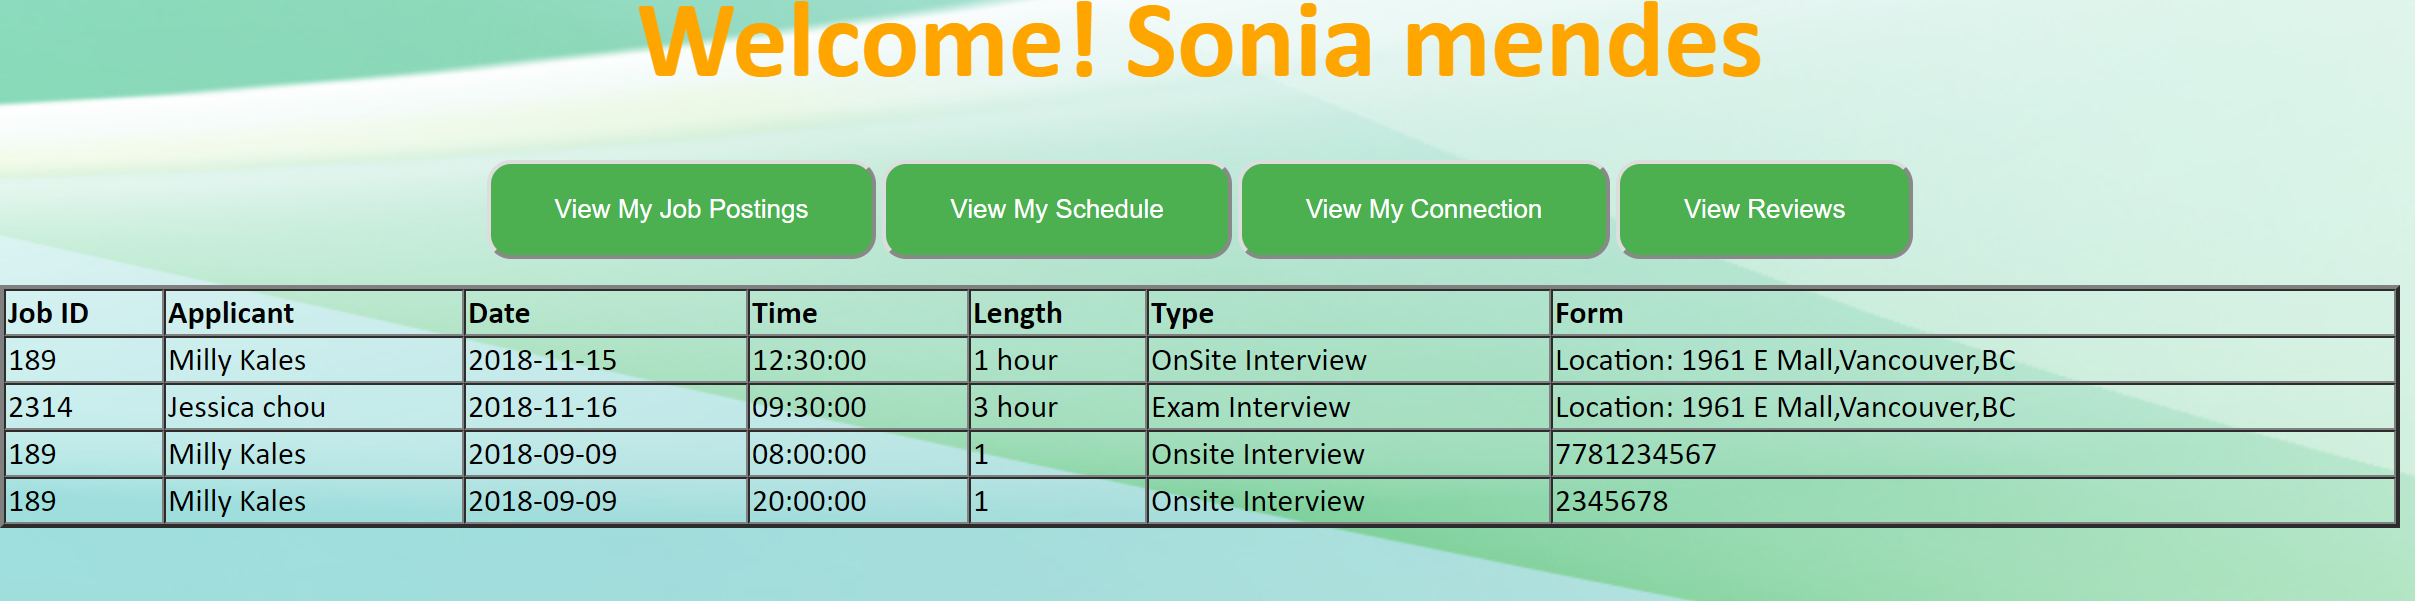 Welcome! Sonia mendes
View My Job Postings View My Schedule View My Connection View Reviews
Job ID Applicant Date Time Length Type Form
189 Milly Kales 2018-11-15 12:30:00 1 hour OnSite Interview Location: 1961 E Mall,Vancouver,BC
2314 Jessica chou 2018-11-16 09:30:00 3 hour Exam Interview Location: 1961 E Mall,Vancouver,BC
189 Milly Kales 2018-09-09 08:00:00 1 Onsite Interview 7781234567
189 Milly Kales 2018-09-09 20:00:00 1 Onsite Interview 2345678